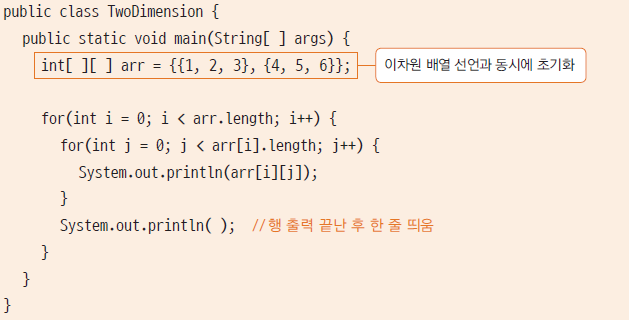 public class TwoDimension {
public static void main(String[ ] args) {
int[ ][ ] arr = {{1, 2, 3}, {4, 5, 6}};
이차원 배열 선언과 동시에 초기화
for(int i = 0; i < arr.length; i++) {
for(int j = 0; j < arr[i].length; j++) {
System.out.println(arr[i][j]);
}
System.out.println( ); //행 출력 끝난 후 한 줄 띄움
}
}
}